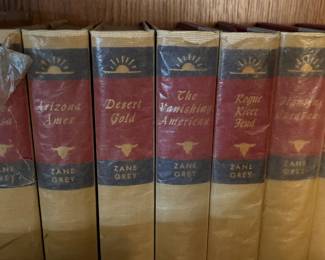 Arizona
Ames
ZANE
GREY
Desert
Gold
ZANE
GREY
The
Vanishing
American
ZANE
GREY
Rogue
River
Feud
ZANE
GREY
ZANE
GREY